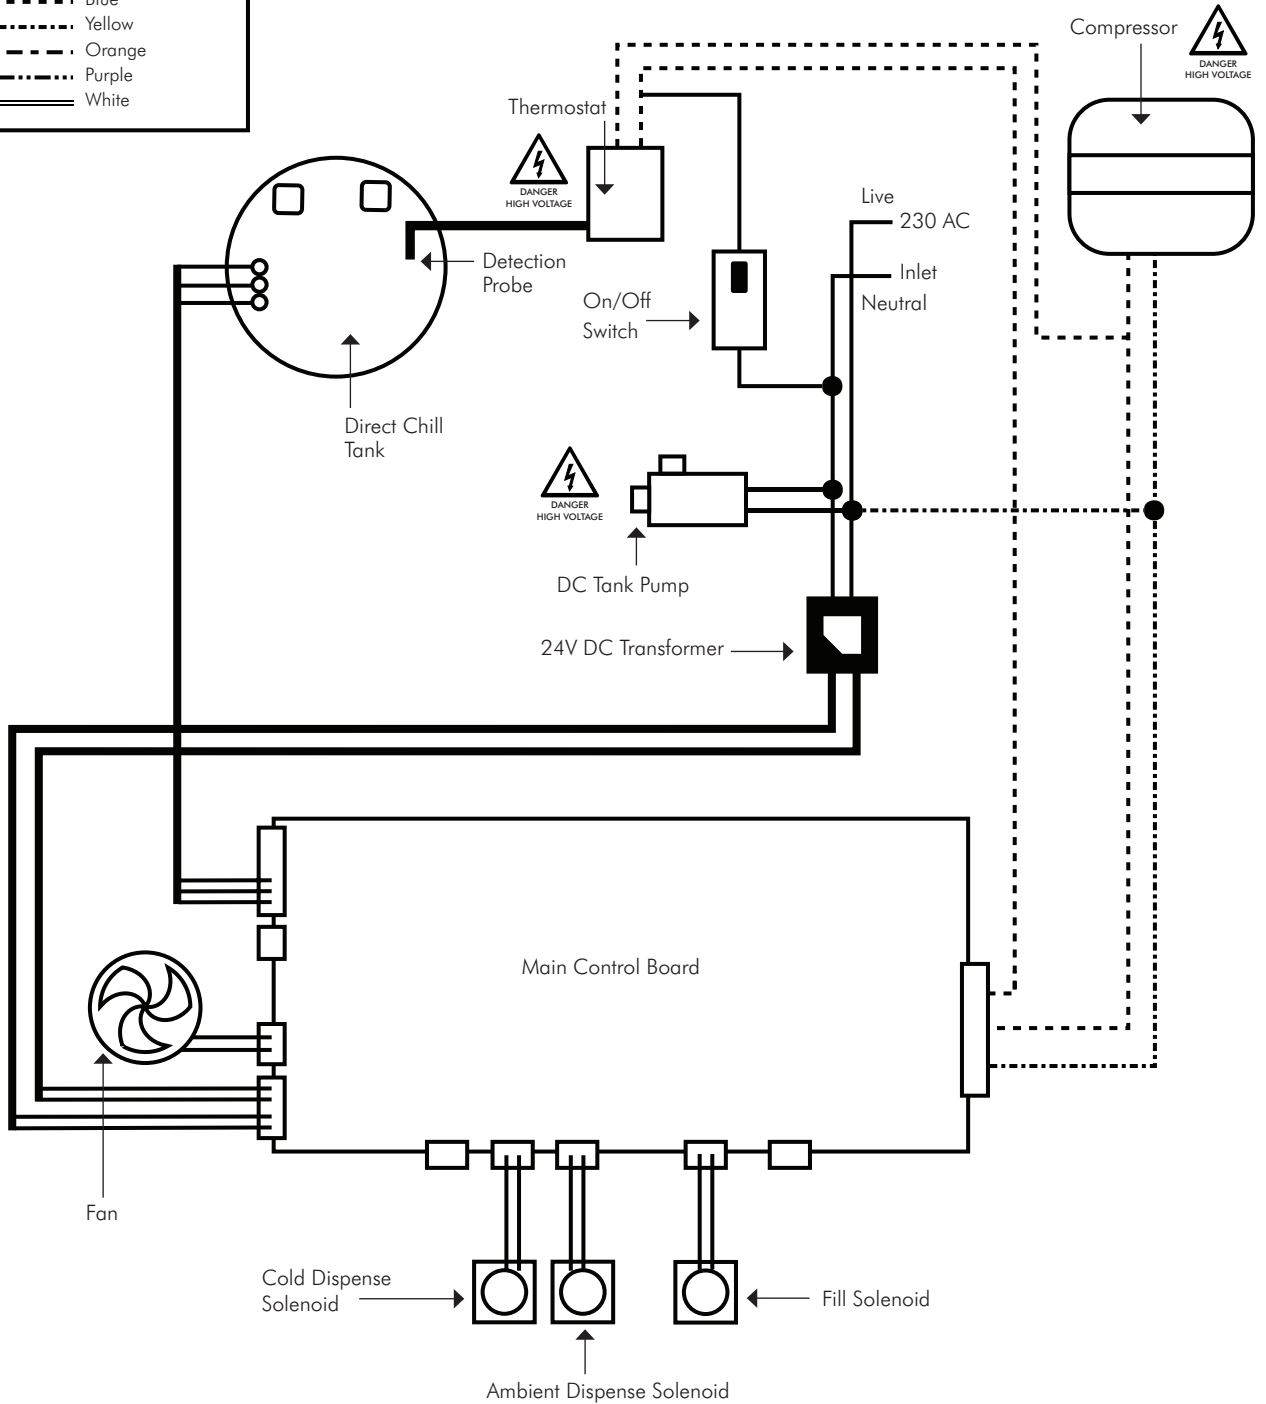 Blue
Yellow
Orange
Purple
White
Compressor
DANGER
HIGH VOLTAGE
Thermostat
DANGER
HIGH VOLTAGE
Live
230 AC
Detection
Probe
Inlet
Neutral
On/Off
Switch
Direct Chill
Tank
DANGER
HIGH VOLTAGE
DC Tank Pump
24V DC Transformer
Main Control Board
Fan
Cold Dispense
Solenoid
Fill Solenoid
Ambient Dispense Solenoid